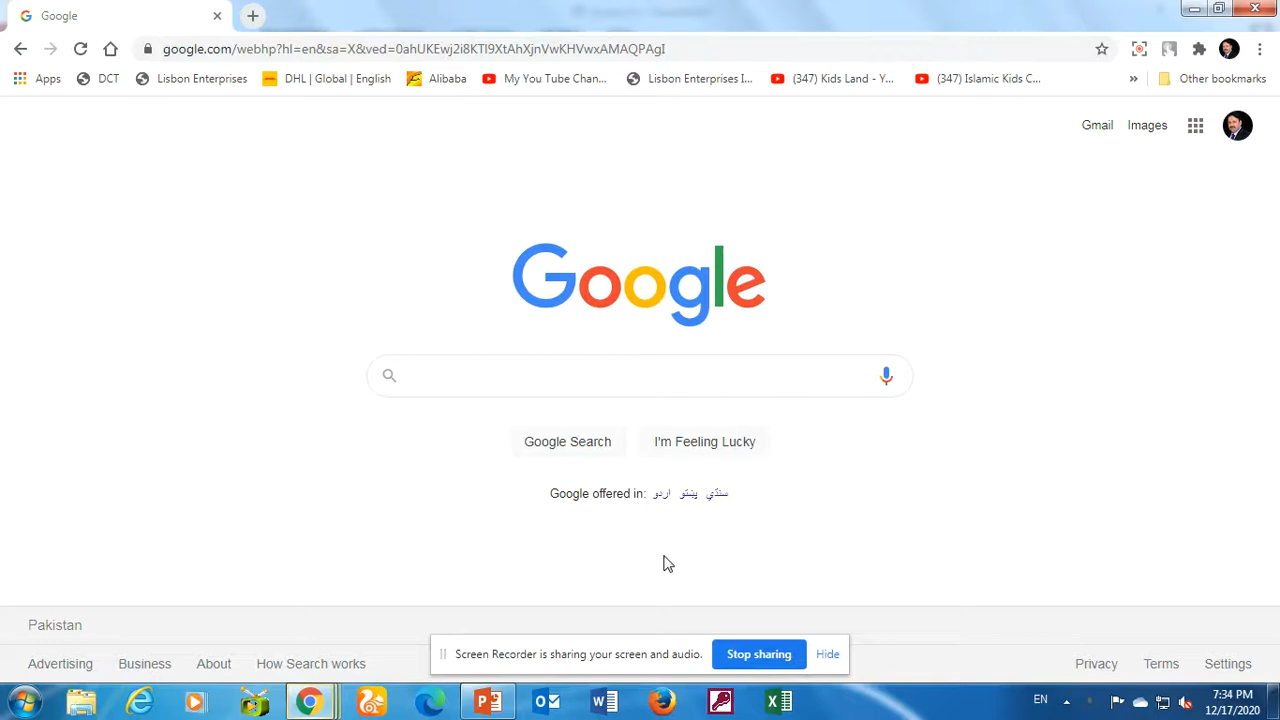 Google
google.com/webhp?hl=en&sa=X&ved=0ahUKEwj2i8KTl9XtAhXjnVwKHVwxAMAQPAgI
Apps DCT Lisbon Enterprises DHL | Global | English Alibaba My You Tube Chan... Lisbon Enterprises I... (347) Kids Land - Y... (347) Islamic Kids C... » Other bookmarks
Gmail Images
Google
Google Search I'm Feeling Lucky
Google offered in: اردو پښتو سنڌي
Pakistan
Screen Recorder is sharing your screen and audio. Stop sharing Hide
Advertising Business About How Search works Privacy Terms Settings
EN 7:34 PM
12/17/2020